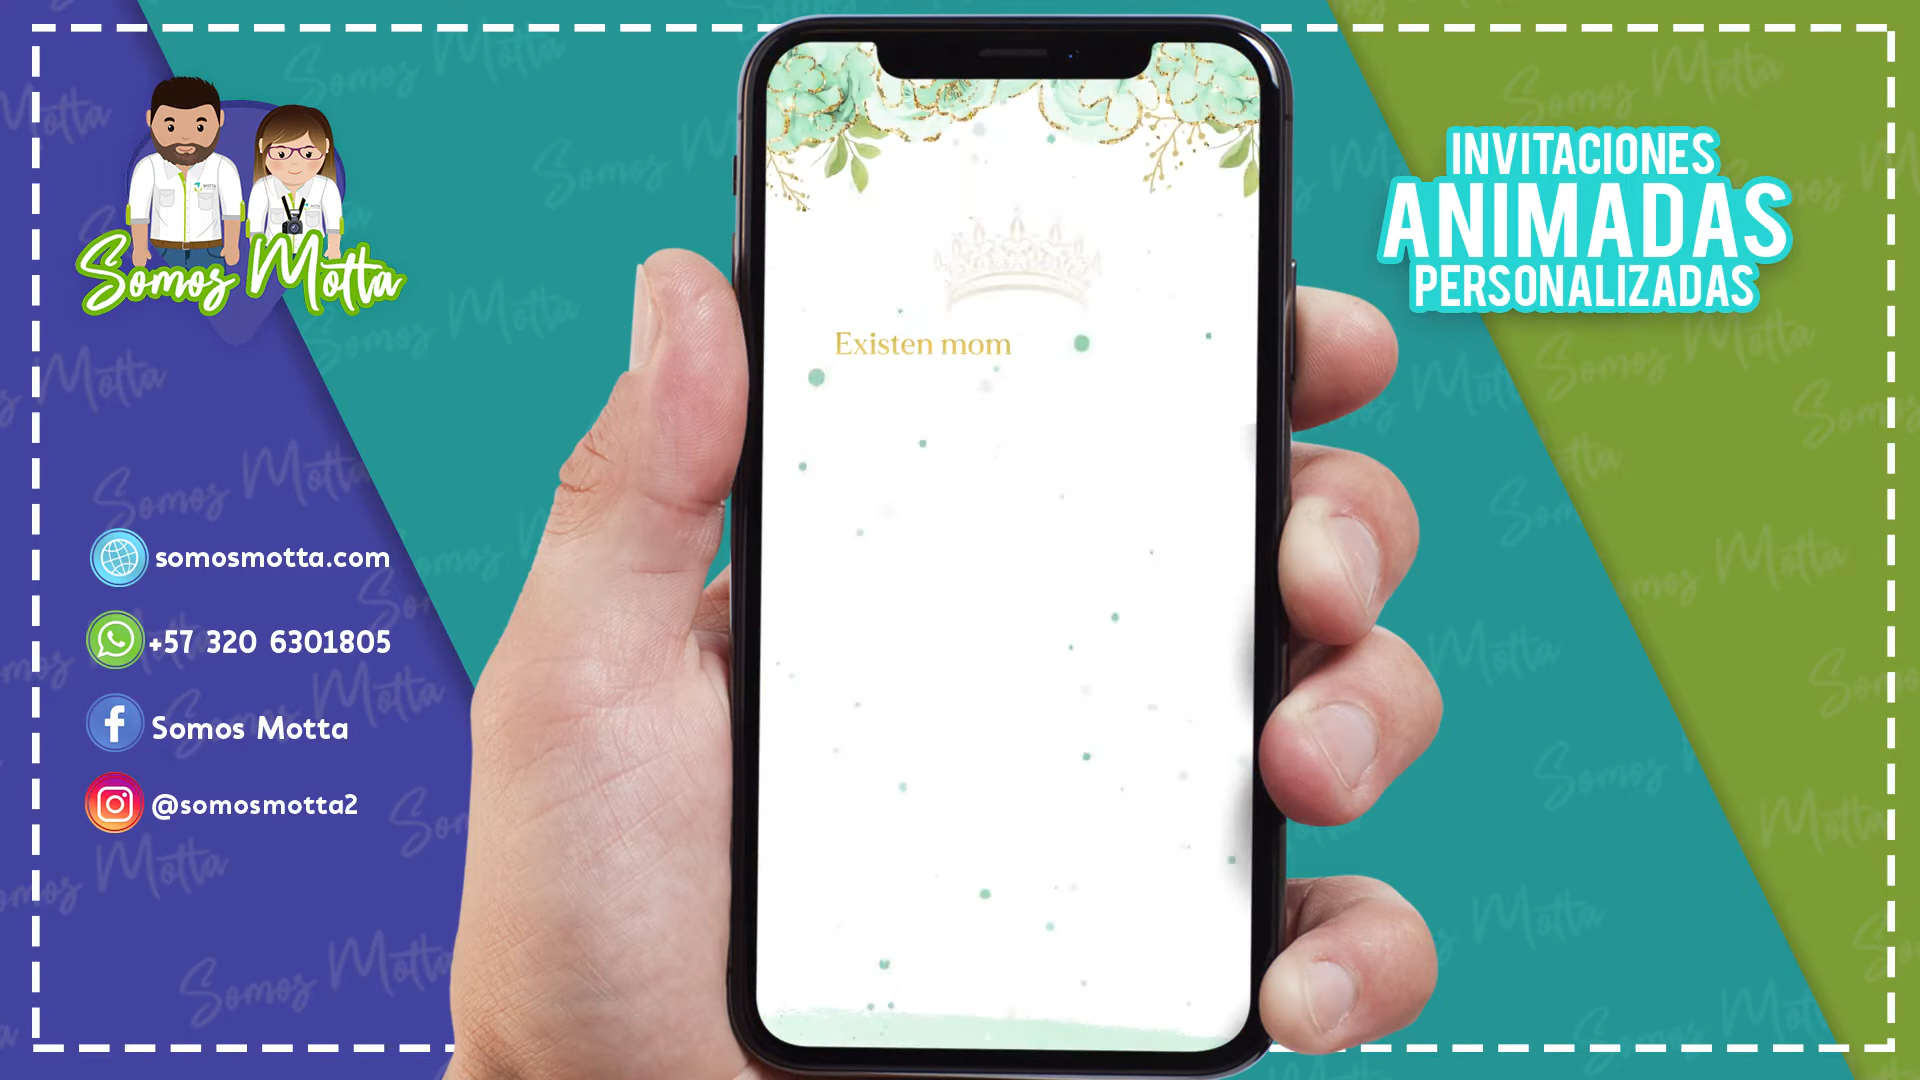 Somos Motta
somosmotta.com
+57 320 6301805
Somos Motta
@somosmotta2
Existen mom
INVITACIONES
ANIMADAS
PERSONALIZADAS